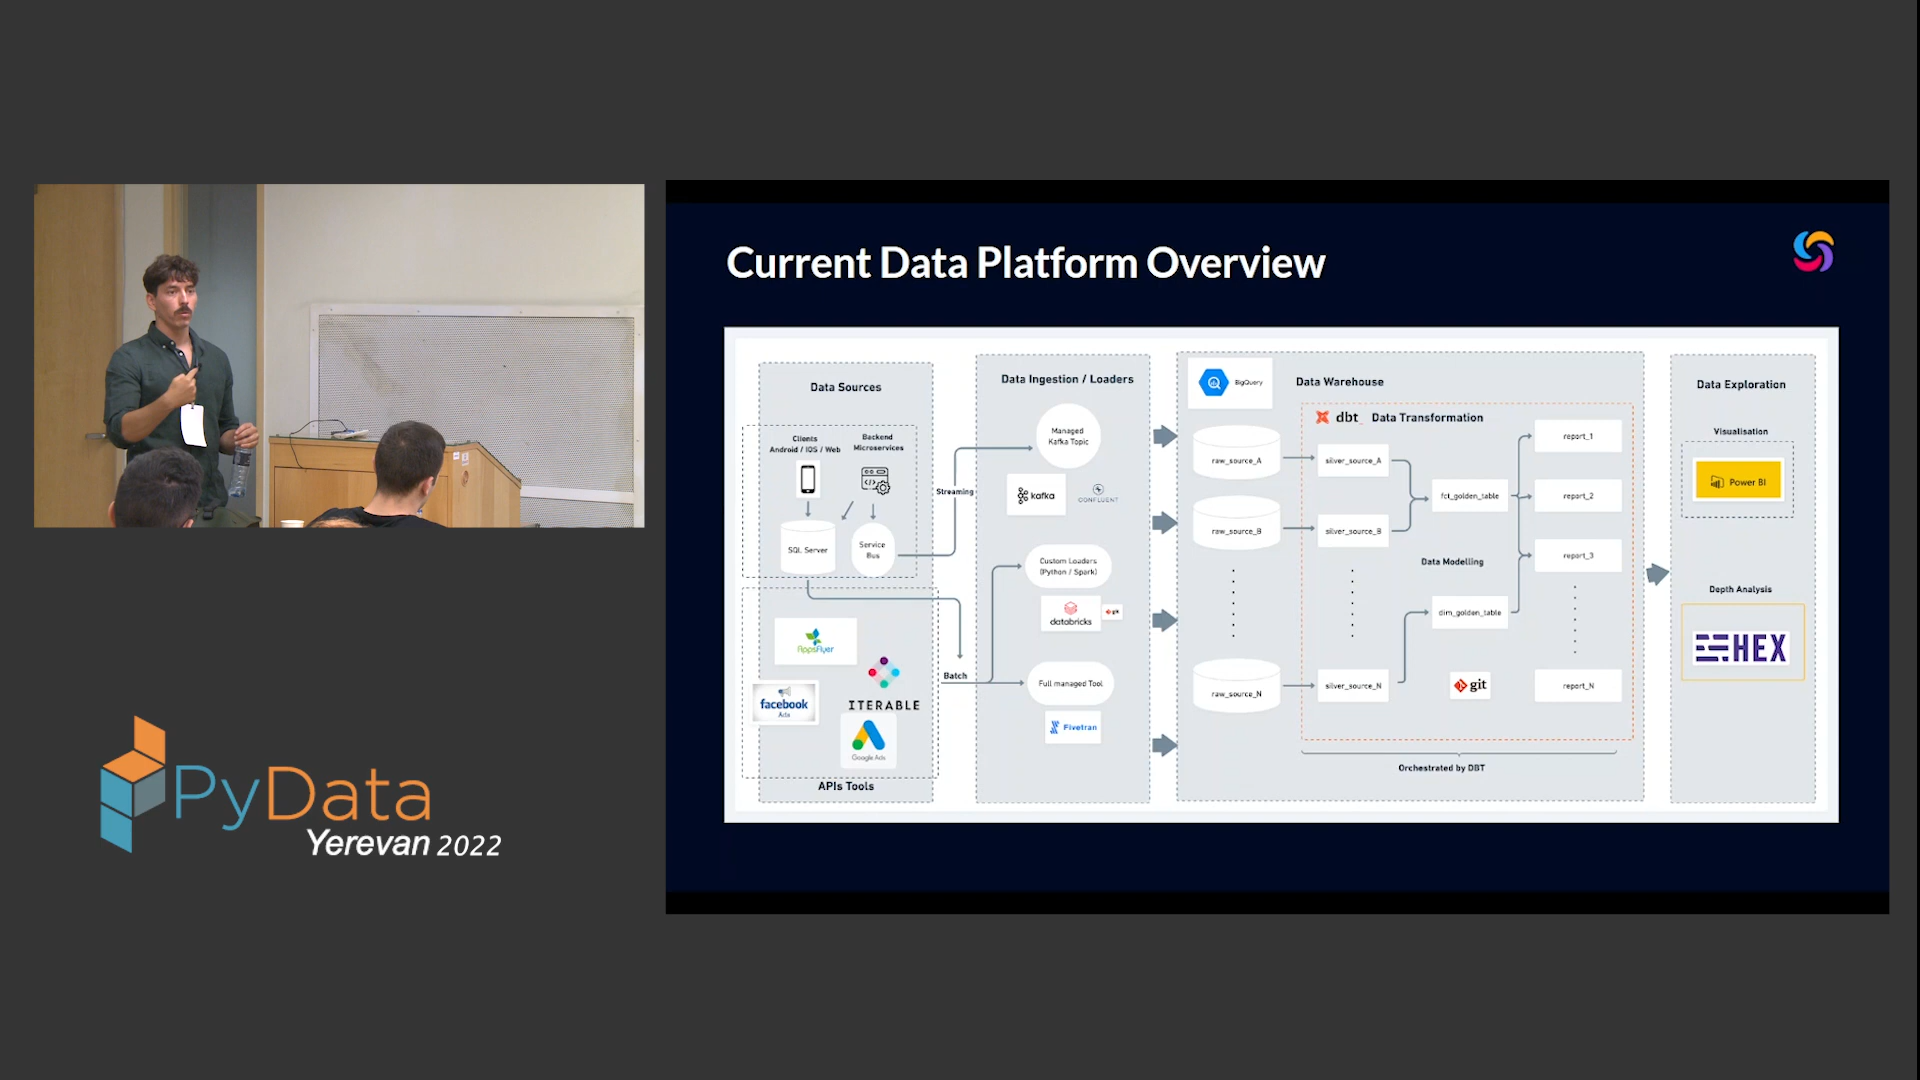 Current Data Platform Overview
Data Sources
Clients
Android / IOS / Web
Backend
Microservices
SQL Server
Service
Bus
AppsFlyer
facebook
Ads
ITERABLE
Google Ads
APIs Tools
Streaming
Batch
Data Ingestion / Loaders
Managed
Kafka Topic
kafka
CONFLUENT
Custom Loaders
(Python / Spark)
databricks
git
Full managed Tool
Fivetran
BigQuery
Data Warehouse
dbt
Data Transformation
raw_source_A
raw_source_B
raw_source_N
silver_source_A
silver_source_B
silver_source_N
fct_golden_table
Data Modelling
dim_golden_table
git
report_1
report_2
report_3
report_N
Orchestrated by DBT
Data Exploration
Visualisation
Power BI
Depth Analysis
HEX
PyData
Yerevan 2022